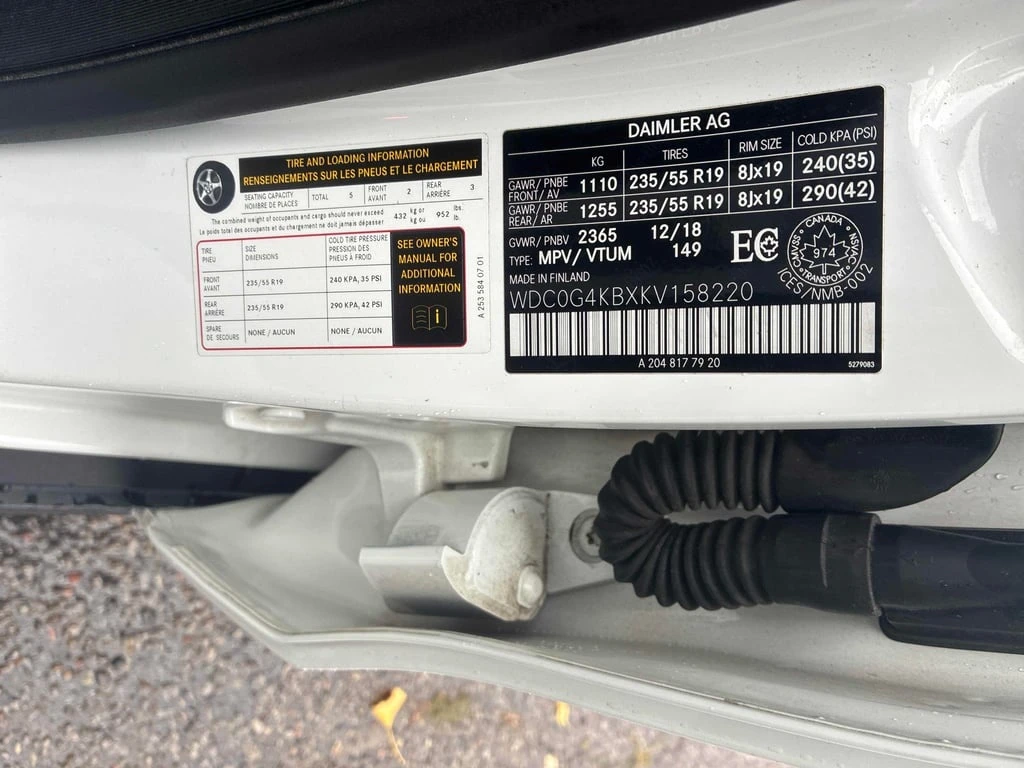 TIRE AND LOADING INFORMATION
RENSEIGNEMENTS SUR LES PNEUS ET LE CHARGEMENT
SEATING CAPACITY
NOMBRE DE PLACES
TOTAL 5
FRONT
AVANT
2
REAR
ARRIÈRE
3
The combined weight of occupants and cargo should never exceed
Le poids total des occupants et du chargement ne doit jamais dépasser
432
kg or
kg ou
952
lbs.
lb.
TIRE
PNEU
SIZE
DIMENSIONS
COLD TIRE PRESSURE
PRESSION DES
PNEUS À FROID
FRONT
AVANT
235/55 R19
240 KPA, 35 PSI
REAR
ARRIÈRE
235/55 R19
290 KPA, 42 PSI
SPARE
DE SECOURS
NONE / AUCUN
NONE / AUCUN
SEE OWNER'S
MANUAL FOR
ADDITIONAL
INFORMATION
A 253 584 07 01
DAIMLER AG
KG TIRES RIM SIZE COLD KPA (PSI)
GAWR/ PNBE
FRONT/ AV
1110 235/55 R19 8Jx19 240(35)
GAWR/ PNBE
REAR/ AR
1255 235/55 R19 8Jx19 290(42)
GVWR/ PNBV 2365 12/18
TYPE: MPV/ VTUM 149
EC
CANADA
CMVSS
974
NSVAC
TRANSPORT
ICES/NMB-002
MADE IN FINLAND
WDC0G4KBXKV158220
A 204 817 79 20
5279083